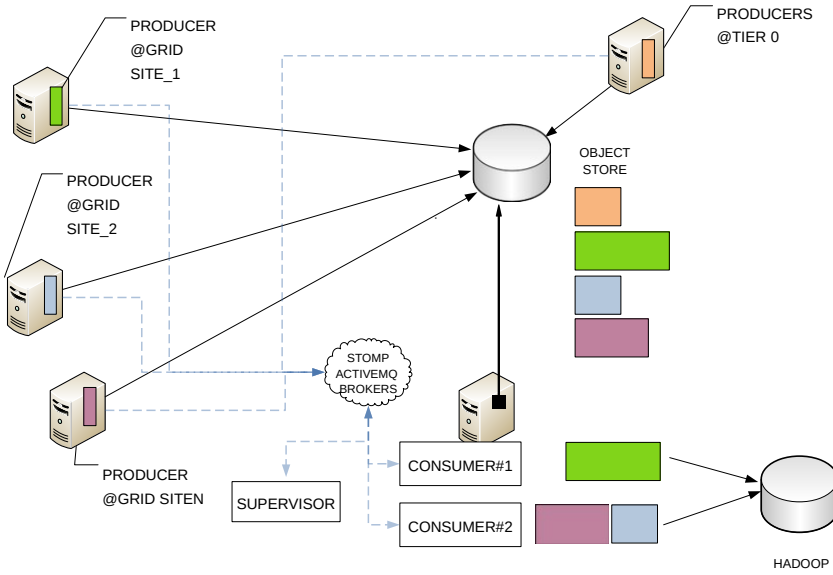 PRODUCER
@GRID
SITE_1
PRODUCERS
@TIER 0
OBJECT
STORE
PRODUCER
@GRID
SITE_2
STOMP
ACTIVEMQ
BROKERS
PRODUCER
@GRID SITEN
SUPERVISOR
CONSUMER#1
CONSUMER#2
HADOOP